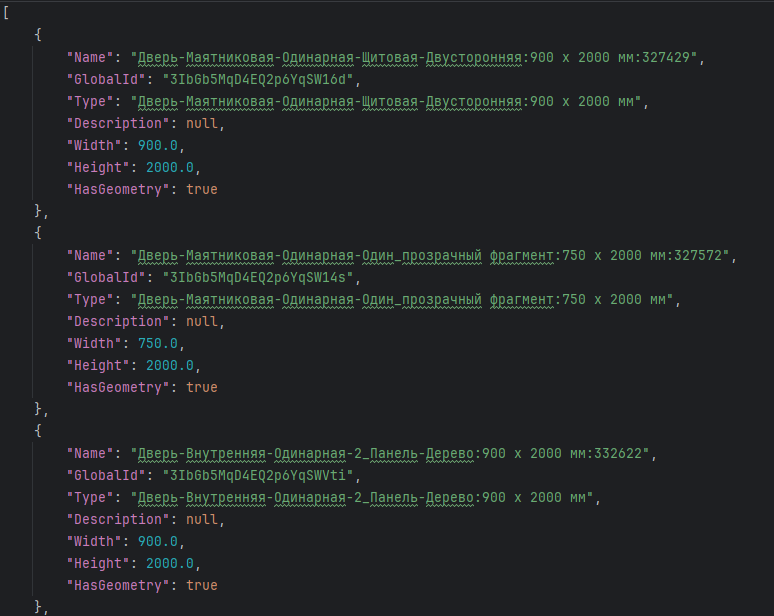 [
{
"Name": "Дверь-Маятниковая-Одинарная-Щитовая-Двусторонняя:900 x 2000 мм:327429",
"GlobalId": "3IbGb5MqD4EQ2p6YqSW16d",
"Type": "Дверь-Маятниковая-Одинарная-Щитовая-Двусторонняя:900 x 2000 мм",
"Description": null,
"Width": 900.0,
"Height": 2000.0,
"HasGeometry": true
},
{
"Name": "Дверь-Маятниковая-Одинарная-Один_прозрачный фрагмент:750 x 2000 мм:327572",
"GlobalId": "3IbGb5MqD4EQ2p6YqSW14s",
"Type": "Дверь-Маятниковая-Одинарная-Один_прозрачный фрагмент:750 x 2000 мм",
"Description": null,
"Width": 750.0,
"Height": 2000.0,
"HasGeometry": true
},
{
"Name": "Дверь-Внутренняя-Одинарная-2_Панель-Дерево:900 x 2000 мм:332622",
"GlobalId": "3IbGb5MqD4EQ2p6YqSWVti",
"Type": "Дверь-Внутренняя-Одинарная-2_Панель-Дерево:900 x 2000 мм",
"Description": null,
"Width": 900.0,
"Height": 2000.0,
"HasGeometry": true
},